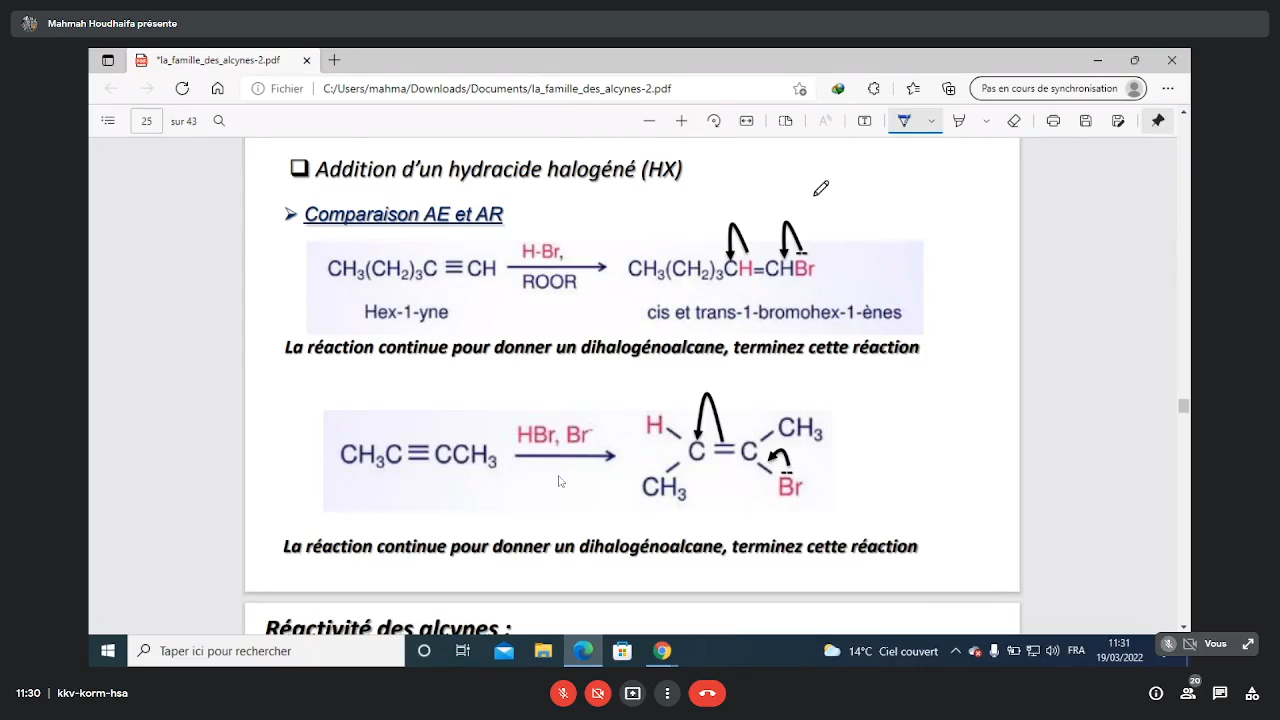 Mahmah Houdhaifa présente
*la_famille_des_alcynes-2.pdf
Fichier | C:/Users/mahma/Downloads/Documents/la_famille_des_alcynes-2.pdf
Pas en cours de synchronisation
25 sur 43
Addition d'un hydracide halogéné (HX)
Comparaison AE et AR
CH₃(CH₂)₃C ≡ CH H-Br, ROOR CH₃(CH₂)₃CH=CHBr
Hex-1-yne cis et trans-1-bromohex-1-ènes
La réaction continue pour donner un dihalogénoalcane, terminez cette réaction
H CH₃
CH₃C≡CCH₃ HBr, Br⁻ C = C
CH₃ Br
La réaction continue pour donner un dihalogénoalcane, terminez cette réaction
Réactivité des alcynes :
Taper ici pour rechercher
14°C Ciel couvert
FRA
11:31
19/03/2022
Vous
11:30 | kkv-korm-hsa
20